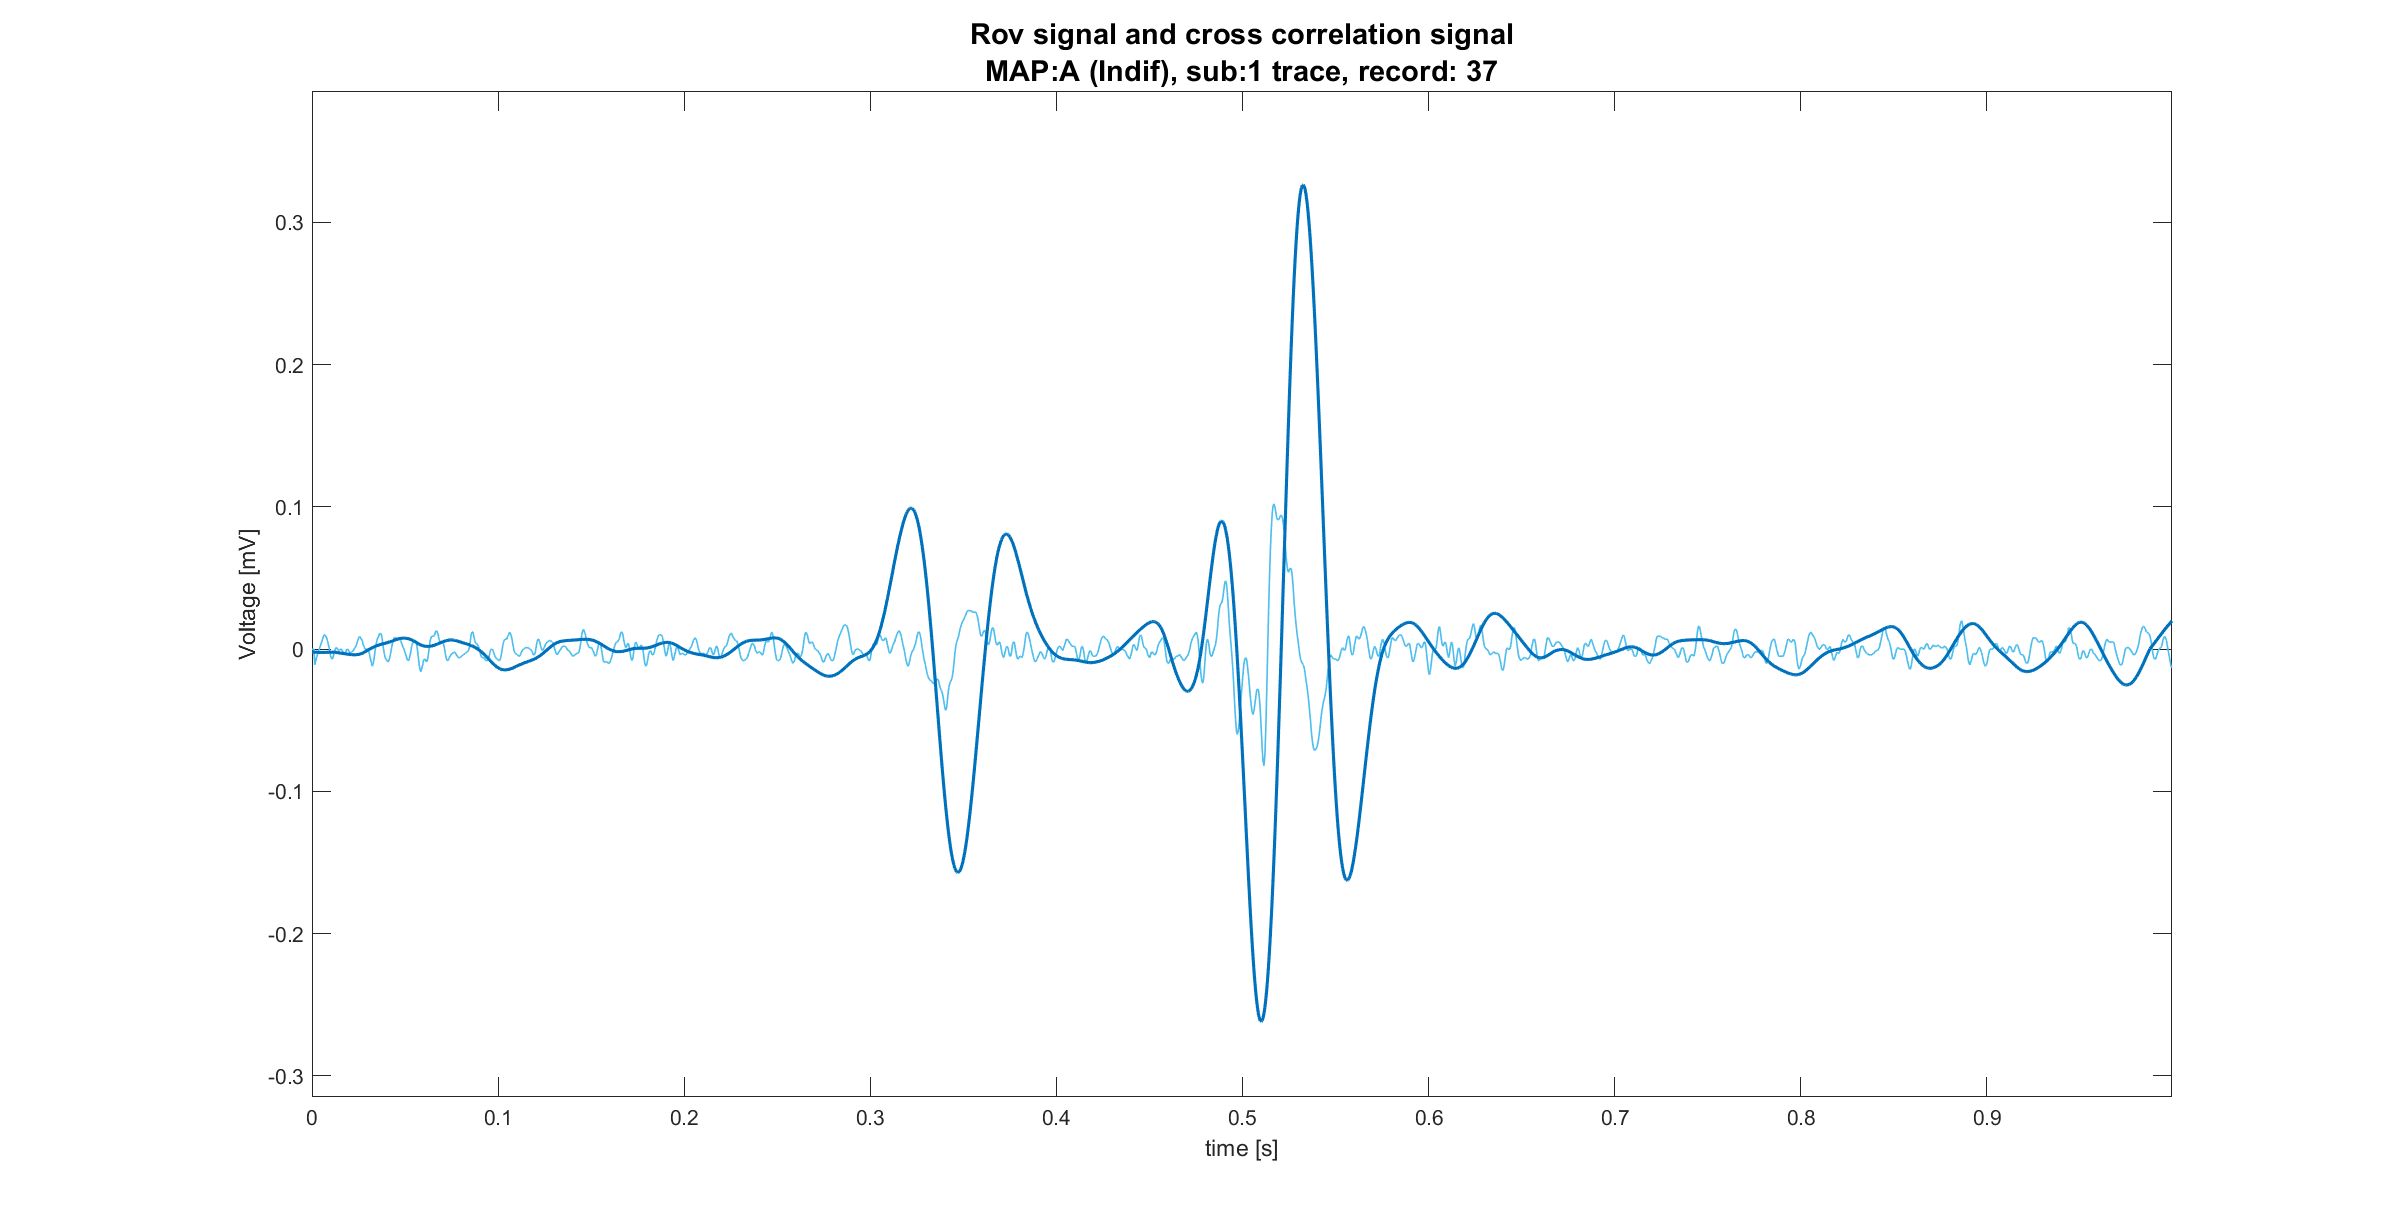 Rov signal and cross correlation signal
MAP:A (Indif), sub:1 trace, record: 37
Voltage [mV]
0.3
0.2
0.1
0
-0.1
-0.2
-0.3
0 0.1 0.2 0.3 0.4 0.5 0.6 0.7 0.8 0.9
time [s]